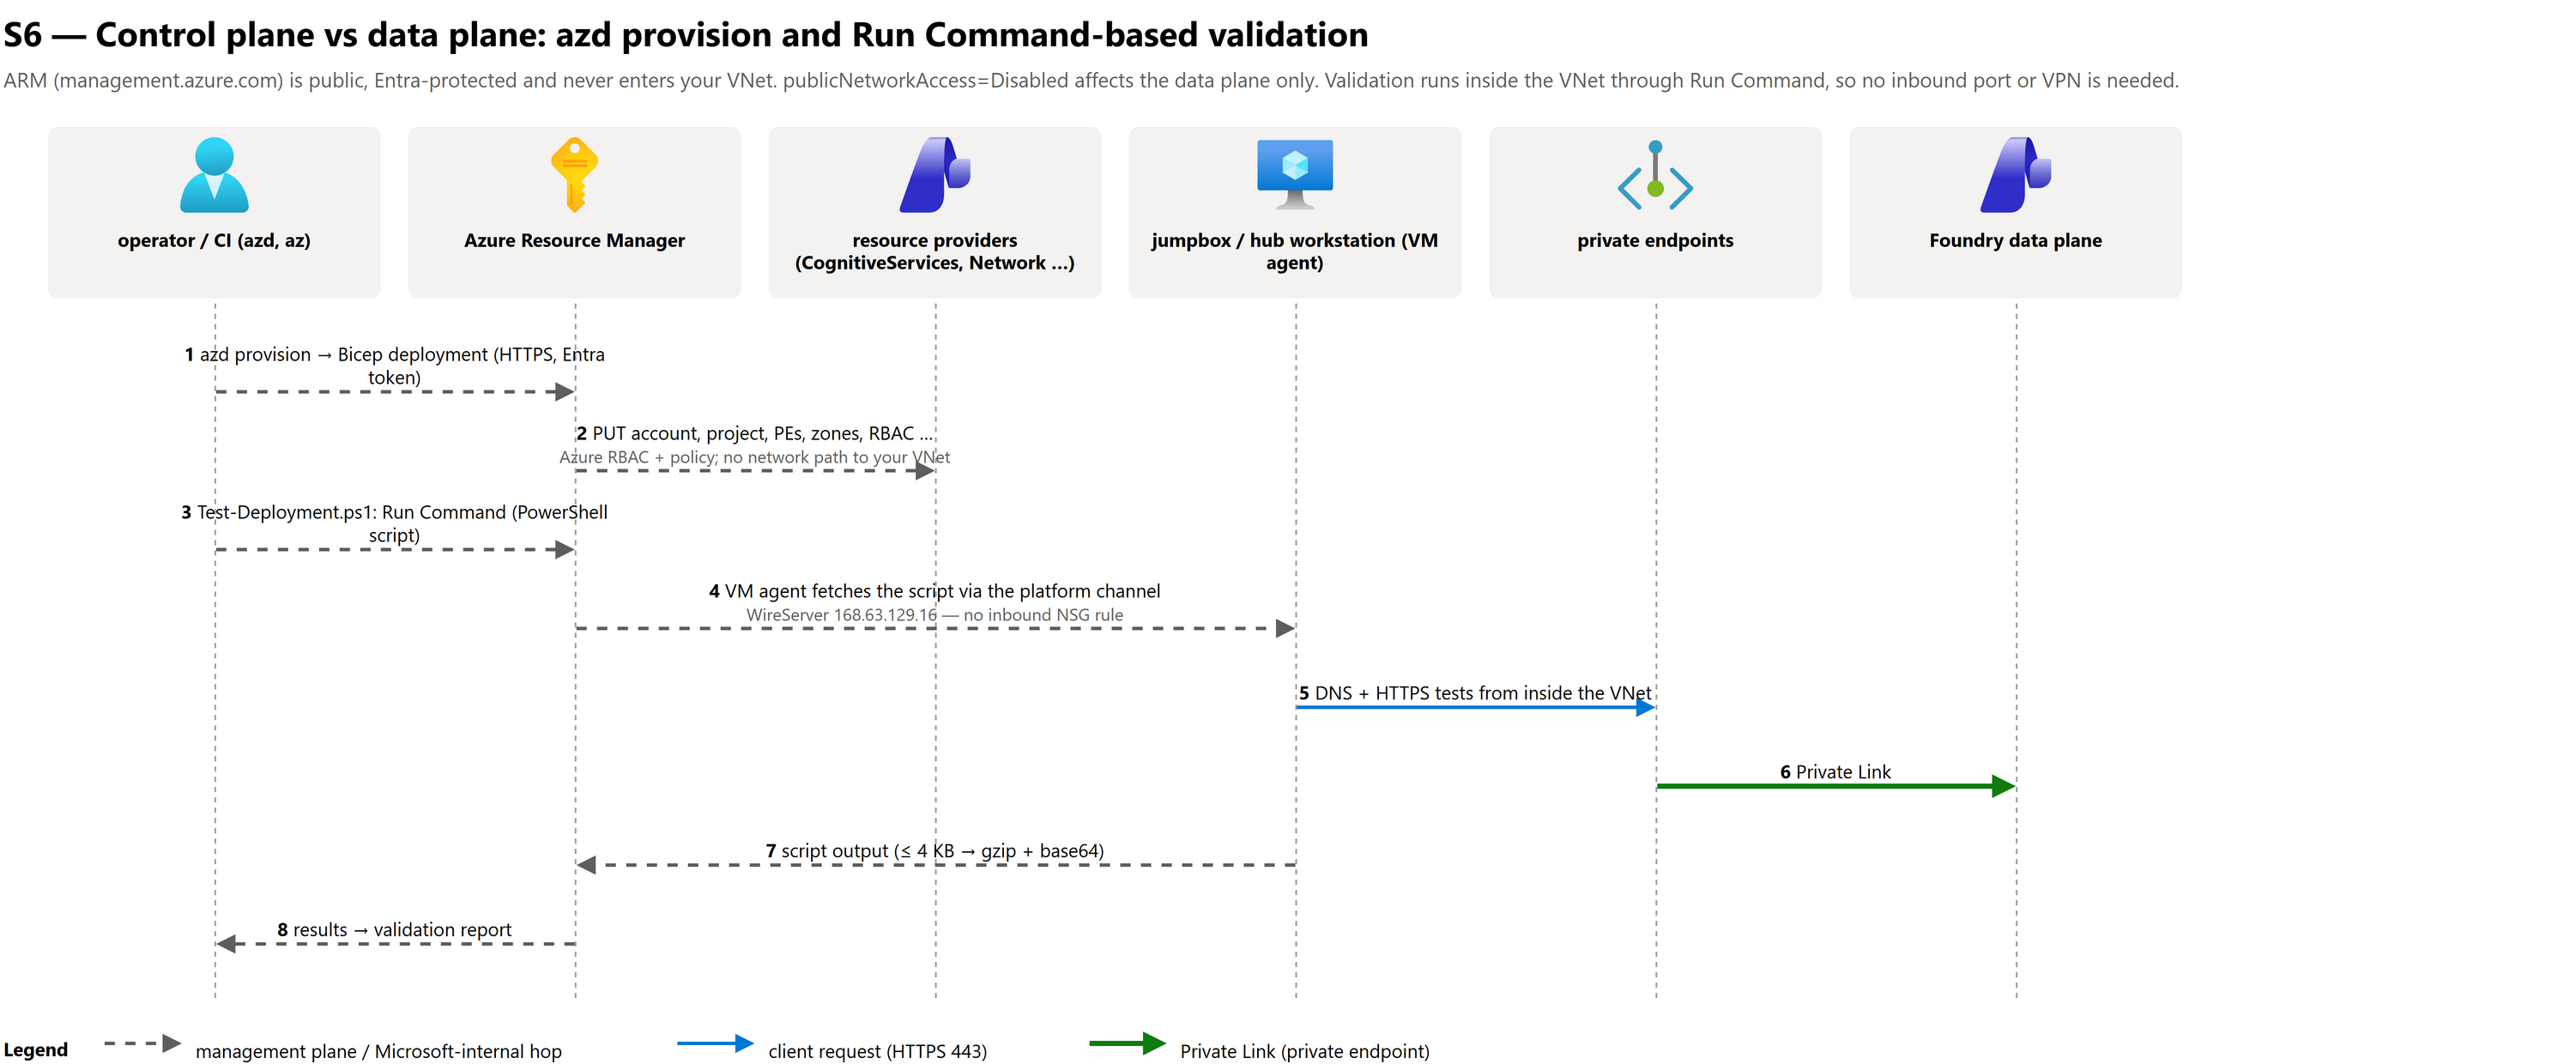 S6 — Control plane vs data plane: azd provision and Run Command-based validation
ARM (management.azure.com) is public, Entra-protected and never enters your VNet. publicNetworkAccess=Disabled affects the data plane only. Validation runs inside the VNet through Run Command, so no inbound port or VPN is needed.
operator / CI (azd, az)
Azure Resource Manager
resource providers
(CognitiveServices, Network ...)
jumpbox / hub workstation (VM
agent)
private endpoints
Foundry data plane
1 azd provision → Bicep deployment (HTTPS, Entra
token)
2 PUT account, project, PEs, zones, RBAC ...
Azure RBAC + policy; no network path to your VNet
3 Test-Deployment.ps1: Run Command (PowerShell
script)
4 VM agent fetches the script via the platform channel
WireServer 168.63.129.16 — no inbound NSG rule
5 DNS + HTTPS tests from inside the VNet
6 Private Link
7 script output (≤ 4 KB → gzip + base64)
8 results → validation report
Legend
management plane / Microsoft-internal hop
client request (HTTPS 443)
Private Link (private endpoint)